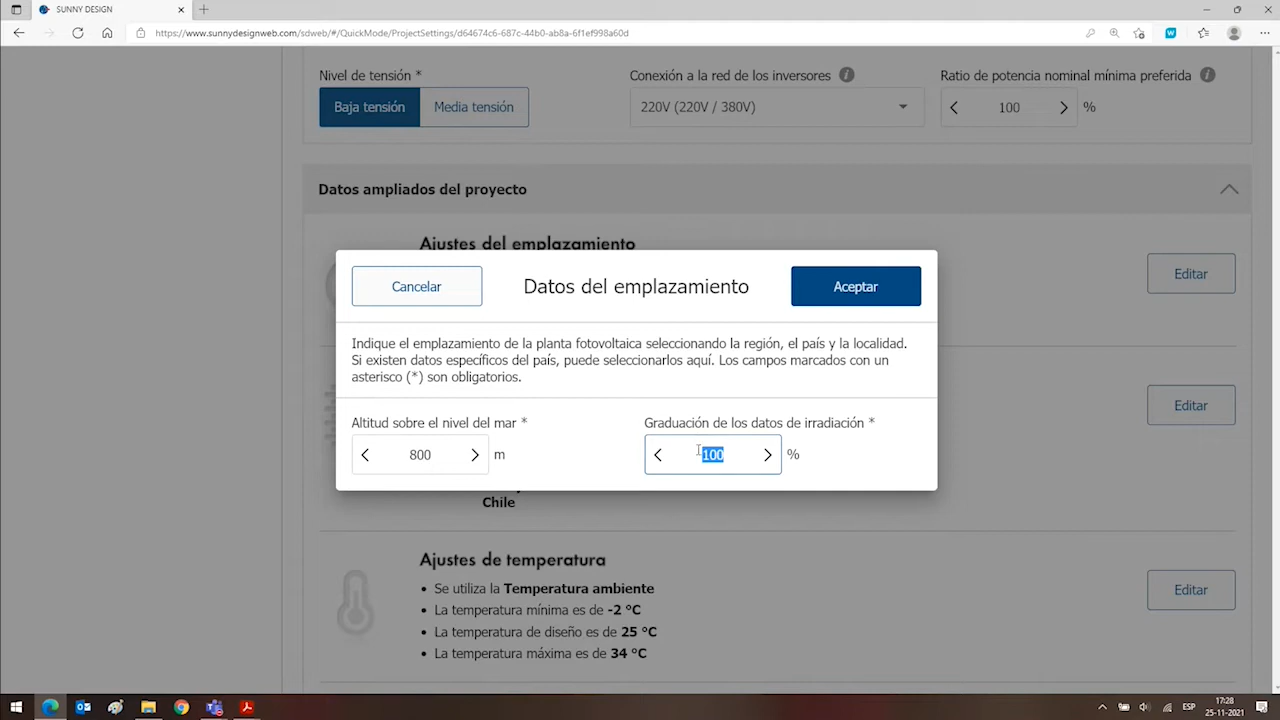 SUNNY DESIGN
https://www.sunnydesignweb.com/sdweb/#/QuickMode/ProjectSettings/d64674c6-687c-44b0-ab8a-6f1ef998a60d
Nivel de tensión *
Conexión a la red de los inversores
Ratio de potencia nominal mínima preferida
Baja tensión
Media tensión
220V (220V / 380V)
100
%
Datos ampliados del proyecto
Ajustes del emplazamiento
Editar
Cancelar
Datos del emplazamiento
Aceptar
Indique el emplazamiento de la planta fotovoltaica seleccionando la región, el país y la localidad.
Si existen datos específicos del país, puede seleccionarlos aquí. Los campos marcados con un
asterisco (*) son obligatorios.
Editar
Altitud sobre el nivel del mar *
Graduación de los datos de irradiación *
800
m
100
%
Chile
Ajustes de temperatura
Editar
• Se utiliza la Temperatura ambiente
• La temperatura mínima es de -2 °C
• La temperatura de diseño es de 25 °C
• La temperatura máxima es de 34 °C
ESP
17:28
25-11-2021